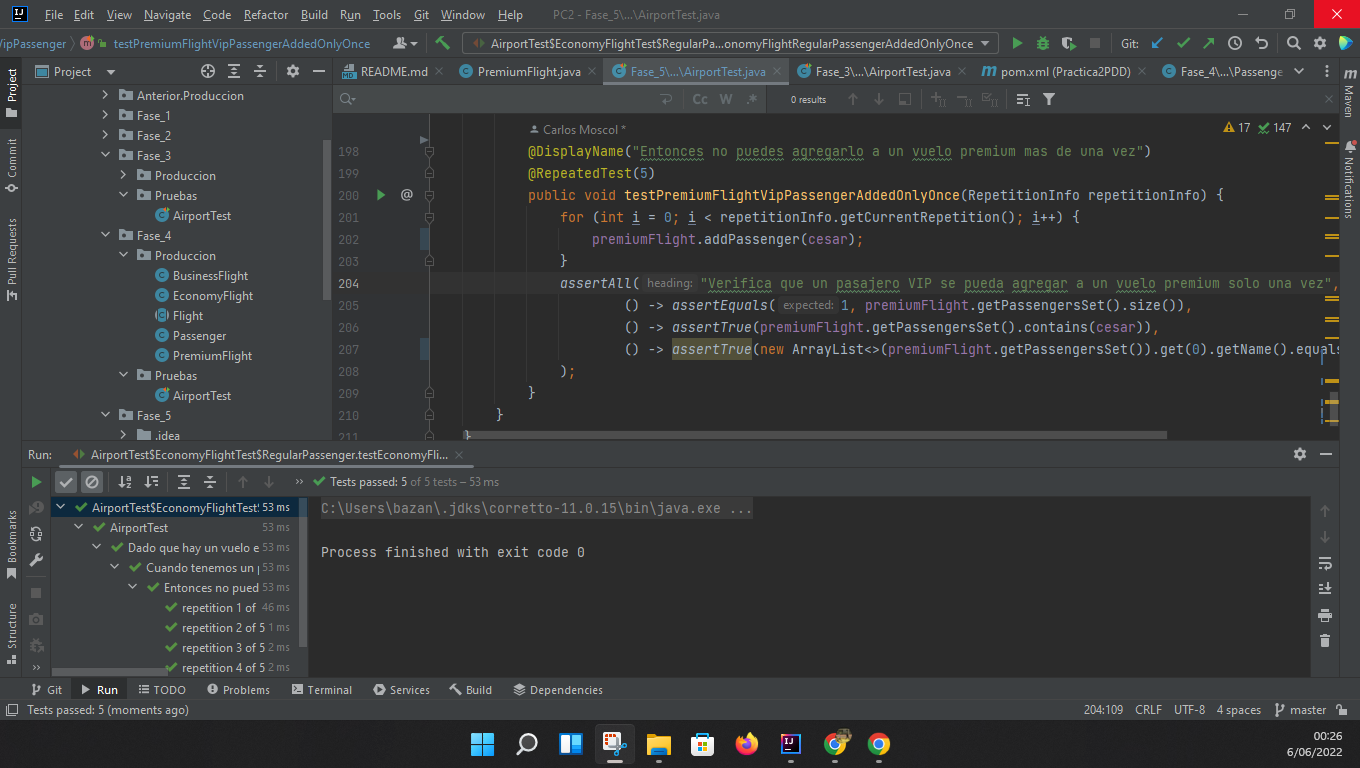 File Edit View Navigate Code Refactor Build Run Tools Git Window Help PC2 - Fase_5\...\AirportTest.java
VipPassenger testPremiumFlightVipPassengerAddedOnlyOnce AirportTest$EconomyFlightTest$RegularPa...onomyFlightRegularPassengerAddedOnlyOnce Git:
Project README.md PremiumFlight.java Fase_5\...\AirportTest.java Fase_3\...\AirportTest.java pom.xml (Practica2PDD) Fase_4\...\Passenge
Cc W .* 0 results
Project
Commit
Pull Requests
Bookmarks
Structure
Maven
Notifications
Anterior.Produccion
Fase_1
Fase_2
Fase_3
Produccion
Pruebas
AirportTest
Fase_4
Produccion
BusinessFlight
EconomyFlight
Flight
Passenger
PremiumFlight
Pruebas
AirportTest
Fase_5
.idea
Carlos Moscol *
17 147
198 @DisplayName("Entonces no puedes agregarlo a un vuelo premium mas de una vez")
199 @RepeatedTest(5)
200 @ public void testPremiumFlightVipPassengerAddedOnlyOnce(RepetitionInfo repetitionInfo) {
201 for (int i = 0; i < repetitionInfo.getCurrentRepetition(); i++) {
202 premiumFlight.addPassenger(cesar);
203 }
204 assertAll( heading: "Verifica que un pasajero VIP se pueda agregar a un vuelo premium solo una vez",
205 () -> assertEquals( expected: 1, premiumFlight.getPassengersSet().size()),
206 () -> assertTrue(premiumFlight.getPassengersSet().contains(cesar)),
207 () -> assertTrue(new ArrayList<>(premiumFlight.getPassengersSet()).get(0).getName().equals
208 );
209 }
210 }
211 }
Run: AirportTest$EconomyFlightTest$RegularPassenger.testEconomyFli...
Tests passed: 5 of 5 tests – 53 ms
AirportTest$EconomyFlightTest$ 53 ms
AirportTest 53 ms
Dado que hay un vuelo e 53 ms
Cuando tenemos un p 53 ms
Entonces no pued 53 ms
repetition 1 of 46 ms
repetition 2 of 5 1 ms
repetition 3 of 5 2 ms
repetition 4 of 5 2 ms
C:\Users\bazan\.jdks\corretto-11.0.15\bin\java.exe ...
Process finished with exit code 0
Git Run TODO Problems Terminal Services Build Dependencies
Tests passed: 5 (moments ago) 204:109 CRLF UTF-8 4 spaces master
00:26
6/06/2022